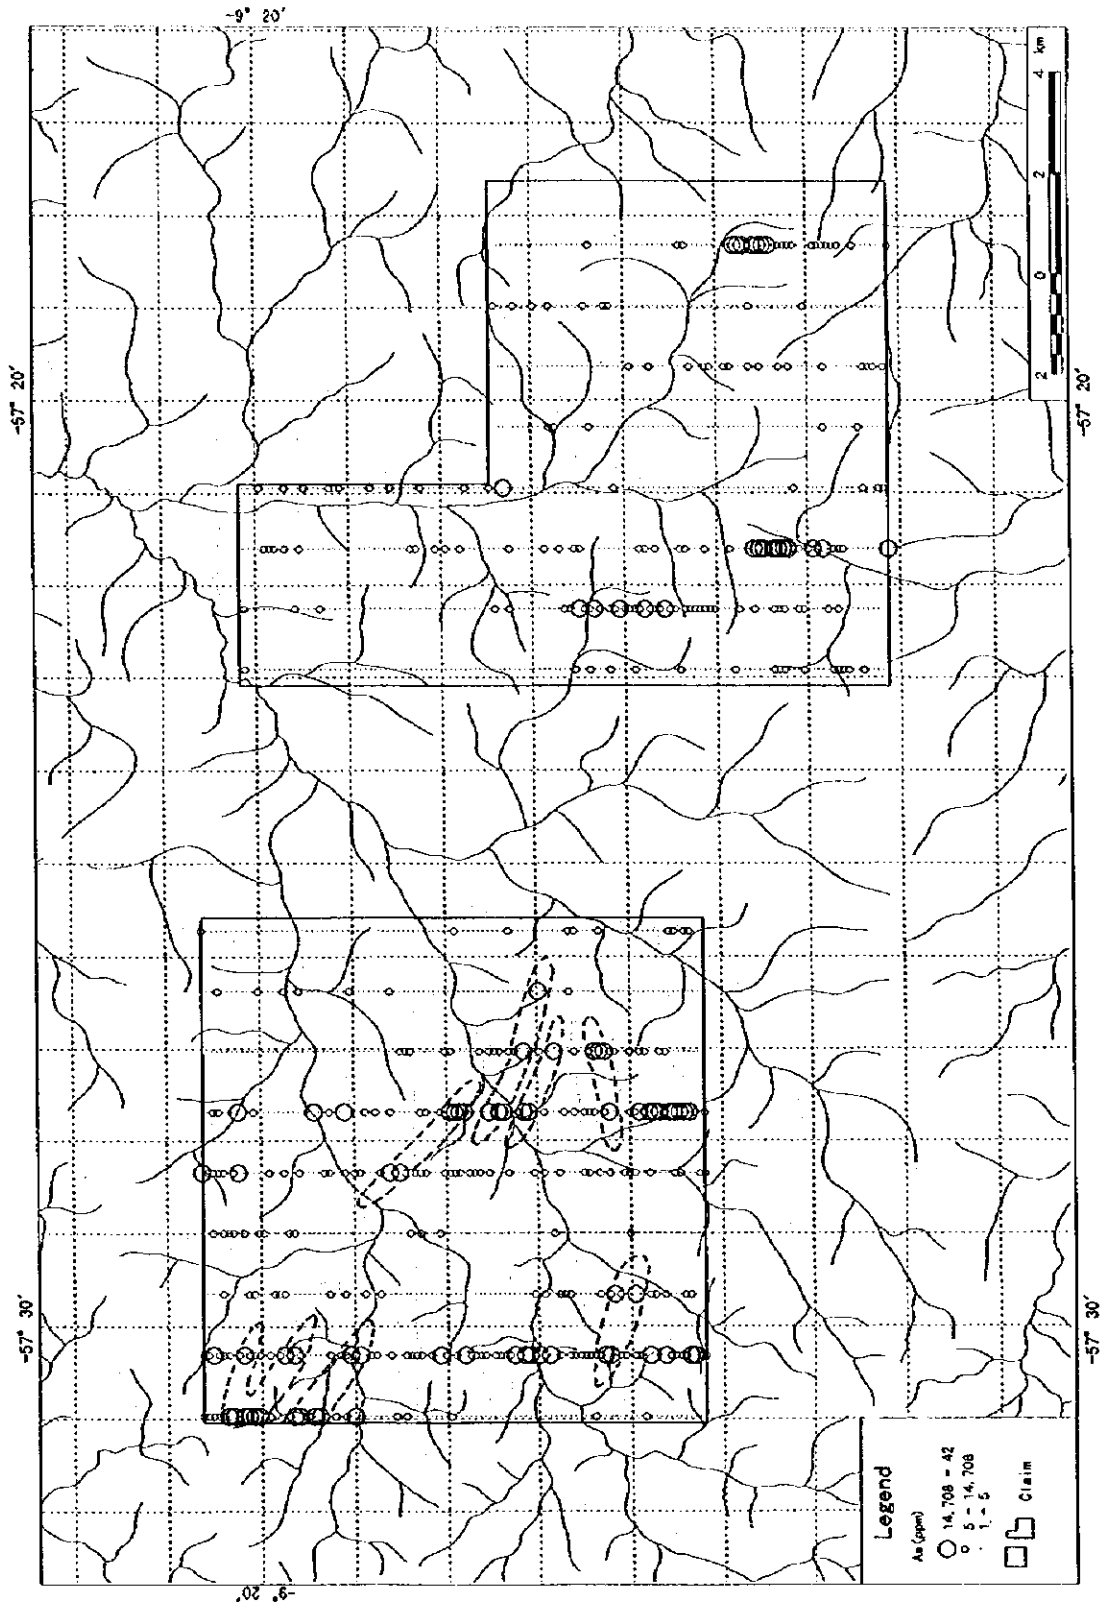 -9° 20'
-57° 20'
-57° 30'
-9° 20'
-57° 20'
-57° 30'
2 0 2 4 km
Legend
As (ppm)
14.708 - 42
5 - 14.708
1 - 5
Claim